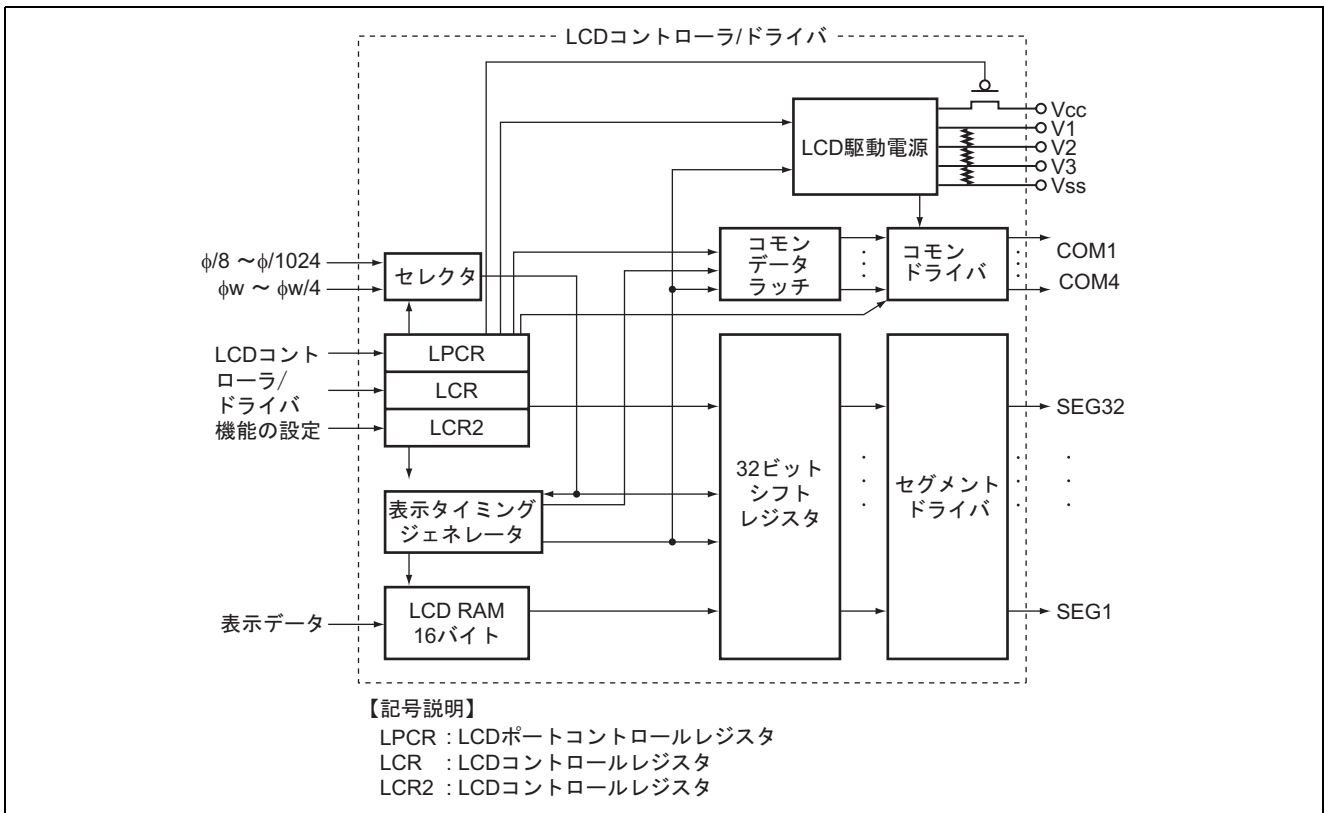 LCDコントローラ/ドライバ
Vcc
V1
LCD駆動電源
V2
V3
Vss
φ/8 ～φ/1024
φw ～ φw/4
セレクタ
コモン
データ
ラッチ
コモン
ドライバ
COM1
COM4
LCDコント
ローラ/
ドライバ
機能の設定
LPCR
LCR
LCR2
表示タイミング
ジェネレータ
表示データ
LCD RAM
16バイト
32ビット
シフト
レジスタ
セグメント
ドライバ
SEG32
SEG1
【記号説明】
LPCR : LCDポートコントロールレジスタ
LCR : LCDコントロールレジスタ
LCR2 : LCDコントロールレジスタ